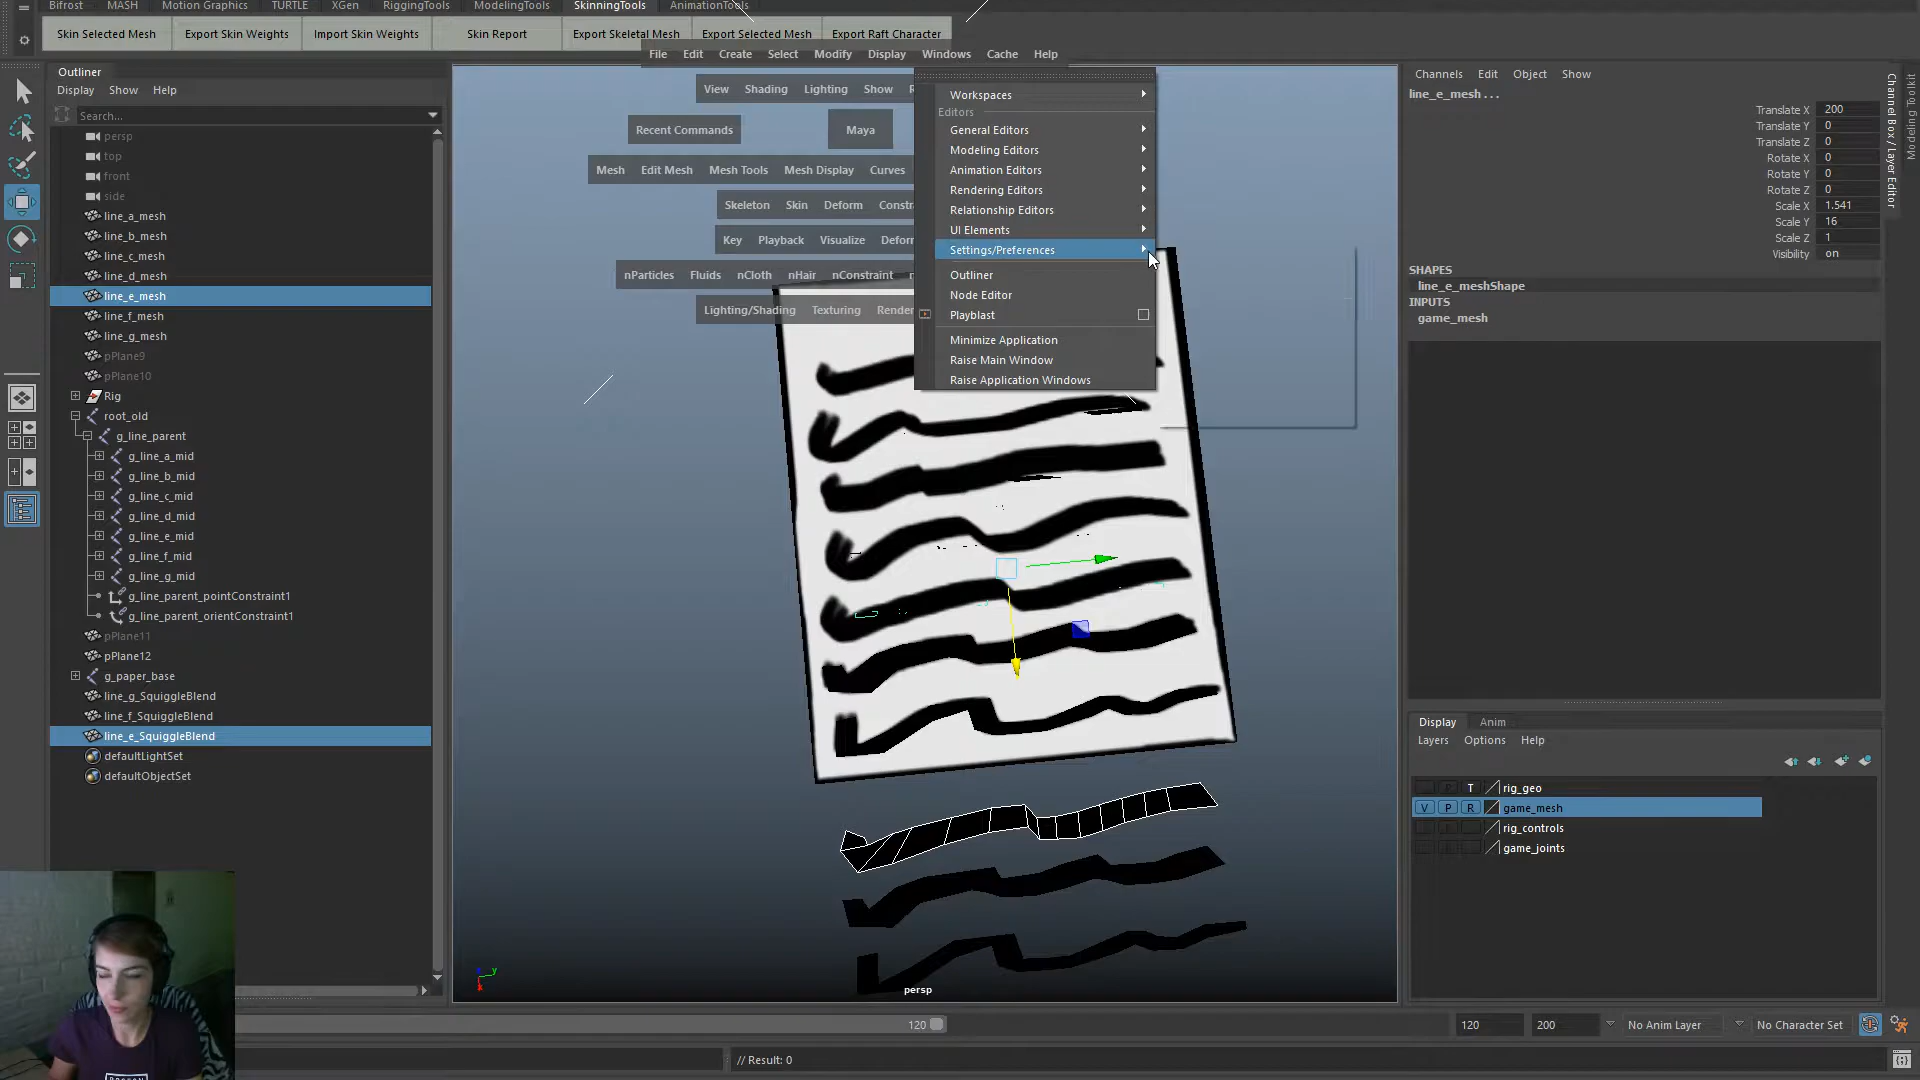 Bifrost MASH Motion Graphics TURTLE XGen RiggingTools ModelingTools SkinningTools AnimationTools
Skin Selected Mesh Export Skin Weights Import Skin Weights Skin Report Export Skeletal Mesh Export Selected Mesh Export Raft Character
File Edit Create Select Modify Display Windows Cache Help
Outliner
Display Show Help
Search...
persp
top
front
side
line_a_mesh
line_b_mesh
line_c_mesh
line_d_mesh
line_e_mesh
line_f_mesh
line_g_mesh
pPlane9
pPlane10
Rig
root_old
g_line_parent
g_line_a_mid
g_line_b_mid
g_line_c_mid
g_line_d_mid
g_line_e_mid
g_line_f_mid
g_line_g_mid
g_line_parent_pointConstraint1
g_line_parent_orientConstraint1
pPlane11
pPlane12
g_paper_base
line_g_SquiggleBlend
line_f_SquiggleBlend
line_e_SquiggleBlend
defaultLightSet
defaultObjectSet
View Shading Lighting Show
Recent Commands Maya
Mesh Edit Mesh Mesh Tools Mesh Display Curves
Skeleton Skin Deform
Key Playback Visualize
nParticles Fluids nCloth nHair nConstraint
Lighting/Shading Texturing
Workspaces
Editors
General Editors
Modeling Editors
Animation Editors
Rendering Editors
Relationship Editors
UI Elements
Settings/Preferences
Outliner
Node Editor
Playblast
Minimize Application
Raise Main Window
Raise Application Windows
persp
Channels Edit Object Show
line_e_mesh . . .
Translate X 200
Translate Y 0
Translate Z 0
Rotate X 0
Rotate Y 0
Rotate Z 0
Scale X 1.541
Scale Y 16
Scale Z 1
Visibility on
SHAPES
line_e_meshShape
INPUTS
game_mesh
Channel Box / Layer Editor
Modeling Toolkit
Display Anim
Layers Options Help
T rig_geo
V P R game_mesh
rig_controls
game_joints
120 120 200 No Anim Layer No Character Set
// Result: 0